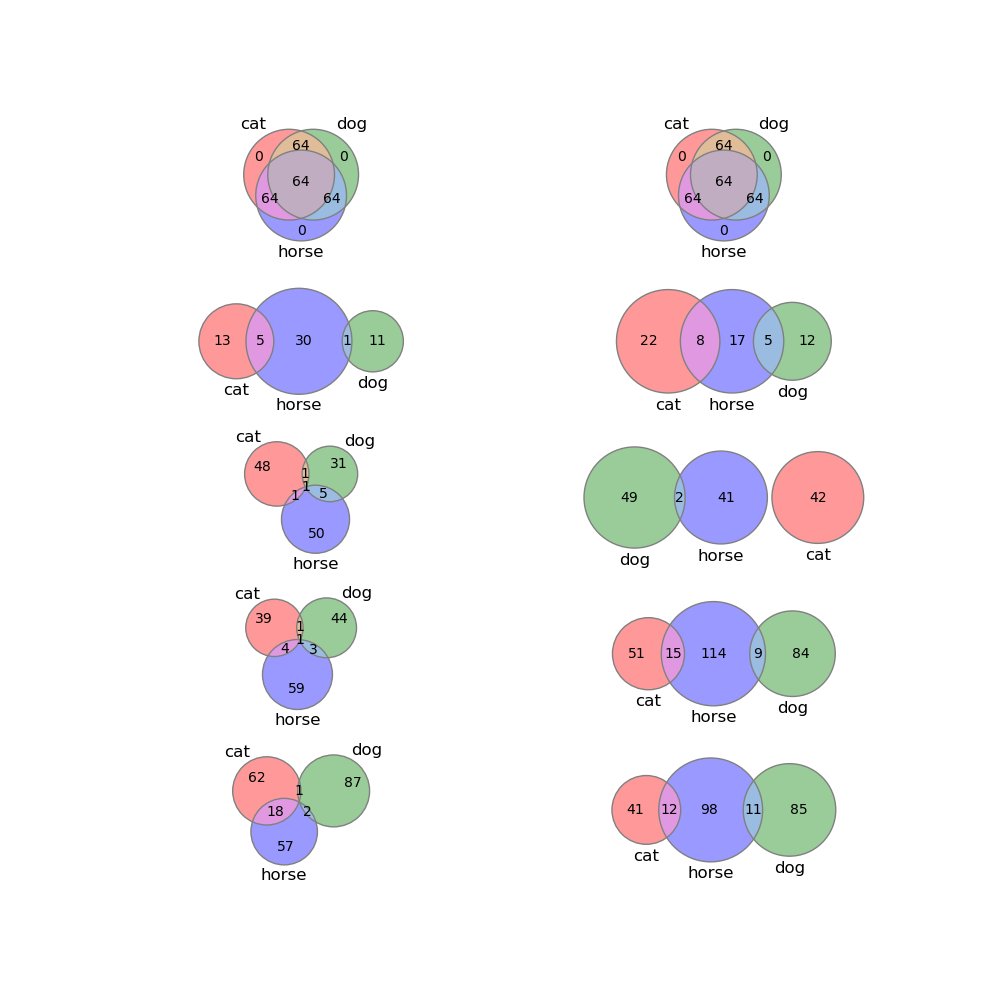 cat dog
0 64 0
64
64 64
0
horse
cat dog
0 64 0
64
64 64
0
horse
13 5 30 1 11
cat horse dog
22 8 17 5 12
cat horse dog
cat dog
48 1 31
1
1 5
50
horse
49 2 41 42
dog horse cat
cat dog
39 1 44
1
4 3
59
horse
51 15 114 9 84
cat horse dog
cat dog
62 1 87
18 2
57
horse
41 12 98 11 85
cat horse dog